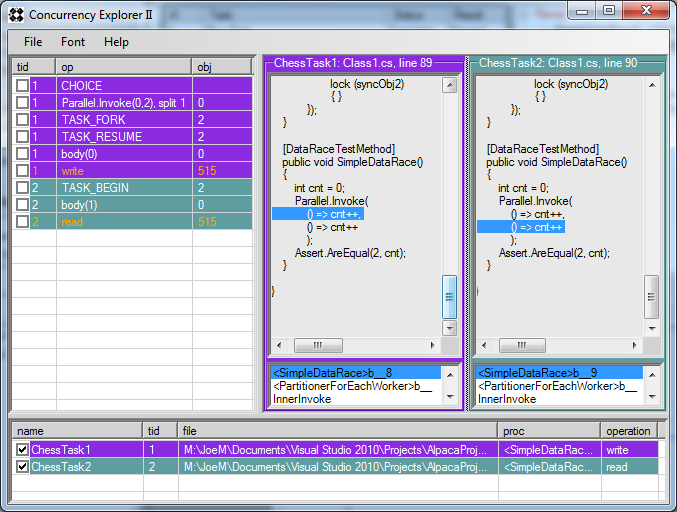 Concurrency Explorer II
File Font Help
tid op obj
1 CHOICE
1 Parallel.Invoke(0,2), split 1 0
1 TASK_FORK 2
1 TASK_RESUME 2
1 body(0) 0
1 write 515
2 TASK_BEGIN 2
2 body(1) 0
2 read 515
ChessTask1: Class1.cs, line 89
lock (syncObj2)
{ }
});
}
[DataRaceTestMethod]
public void SimpleDataRace()
{
int cnt = 0;
Parallel.Invoke(
() => cnt++,
() => cnt++
);
Assert.AreEqual(2, cnt);
}
}
<SimpleDataRace>b__8
<PartitionerForEachWorker>b__
InnerInvoke
ChessTask2: Class1.cs, line 90
lock (syncObj2)
{ }
});
}
[DataRaceTestMethod]
public void SimpleDataRace()
{
int cnt = 0;
Parallel.Invoke(
() => cnt++,
() => cnt++
);
Assert.AreEqual(2, cnt);
}
}
<SimpleDataRace>b__9
<PartitionerForEachWorker>b__
InnerInvoke
name tid file proc operation
ChessTask1 1 M:\JoeM\Documents\Visual Studio 2010\Projects\AlpacaProj... <SimpleDataRac... write
ChessTask2 2 M:\JoeM\Documents\Visual Studio 2010\Projects\AlpacaProj... <SimpleDataRac... read